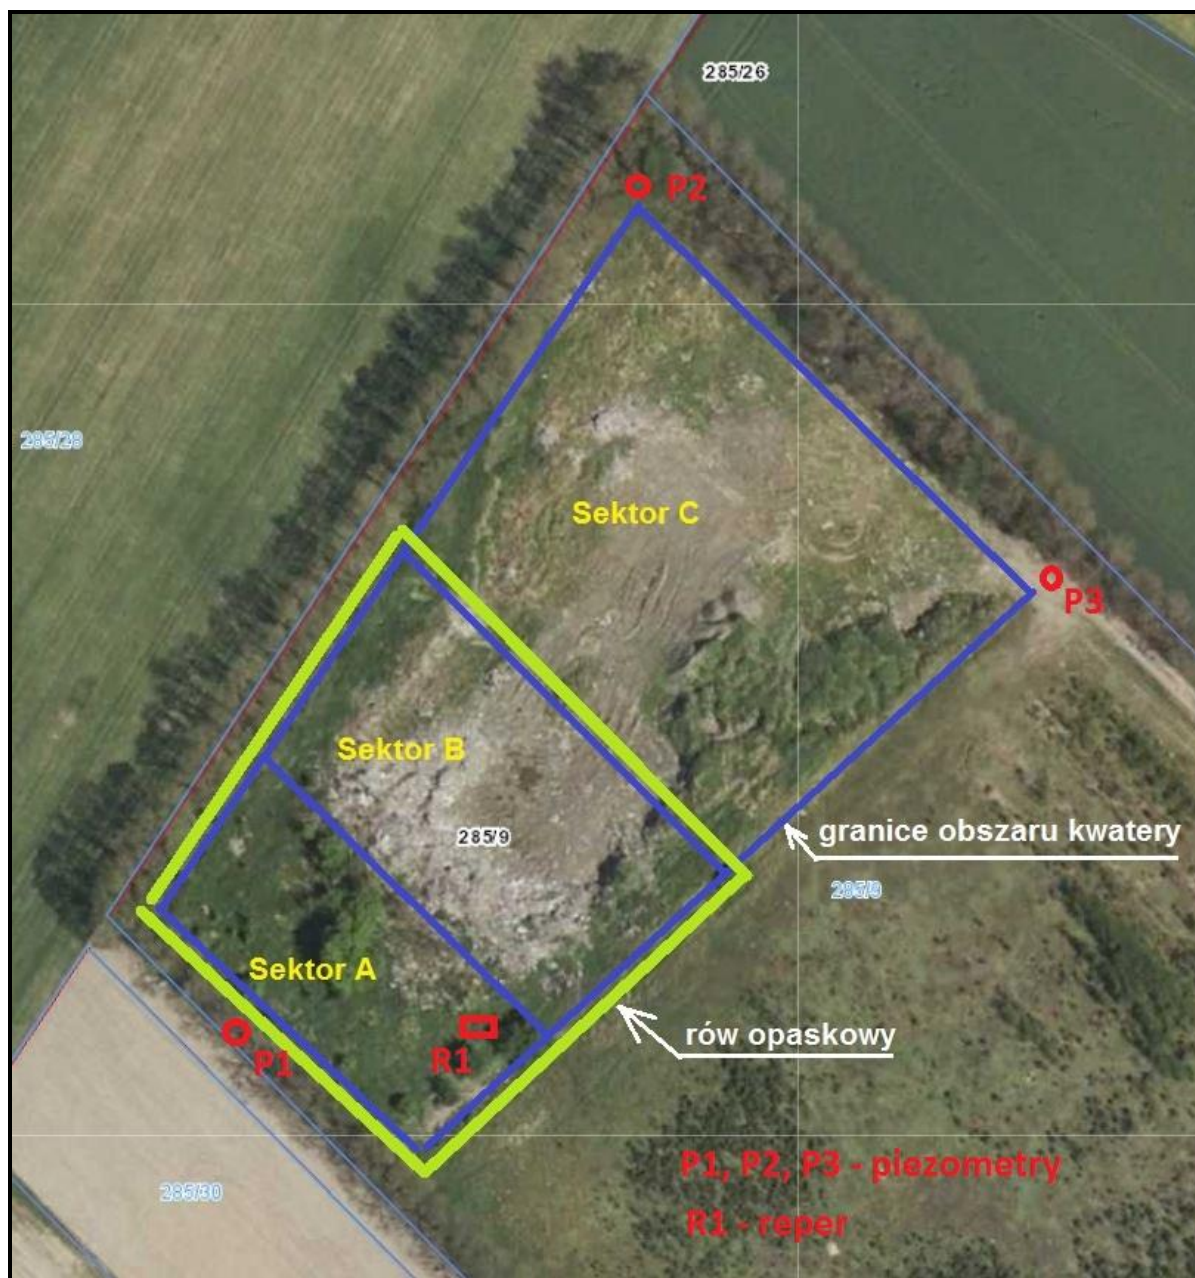 285/26
P2
285/28
Sektor C
P3
Sektor B
285/9
granice obszaru kwatery
285/9
Sektor A
P1
R1
rów opaskowy
P1, P2, P3 - piezometry
285/30
R1 - reper